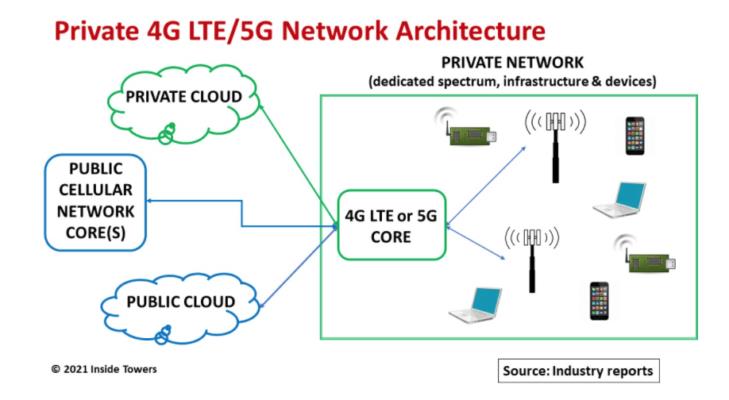 Private 4G LTE/5G Network Architecture
PRIVATE NETWORK
(dedicated spectrum, infrastructure & devices)
PRIVATE CLOUD
PUBLIC
CELLULAR
NETWORK
CORE(S)
4G LTE or 5G
CORE
PUBLIC CLOUD
© 2021 Inside Towers
Source: Industry reports